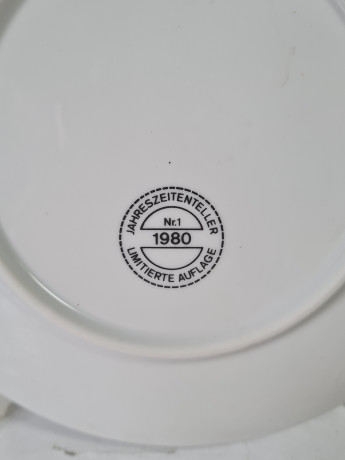 JAHRESZEITENTELLER
Nr.1
1980
LIMITIERTE AUFLAGE